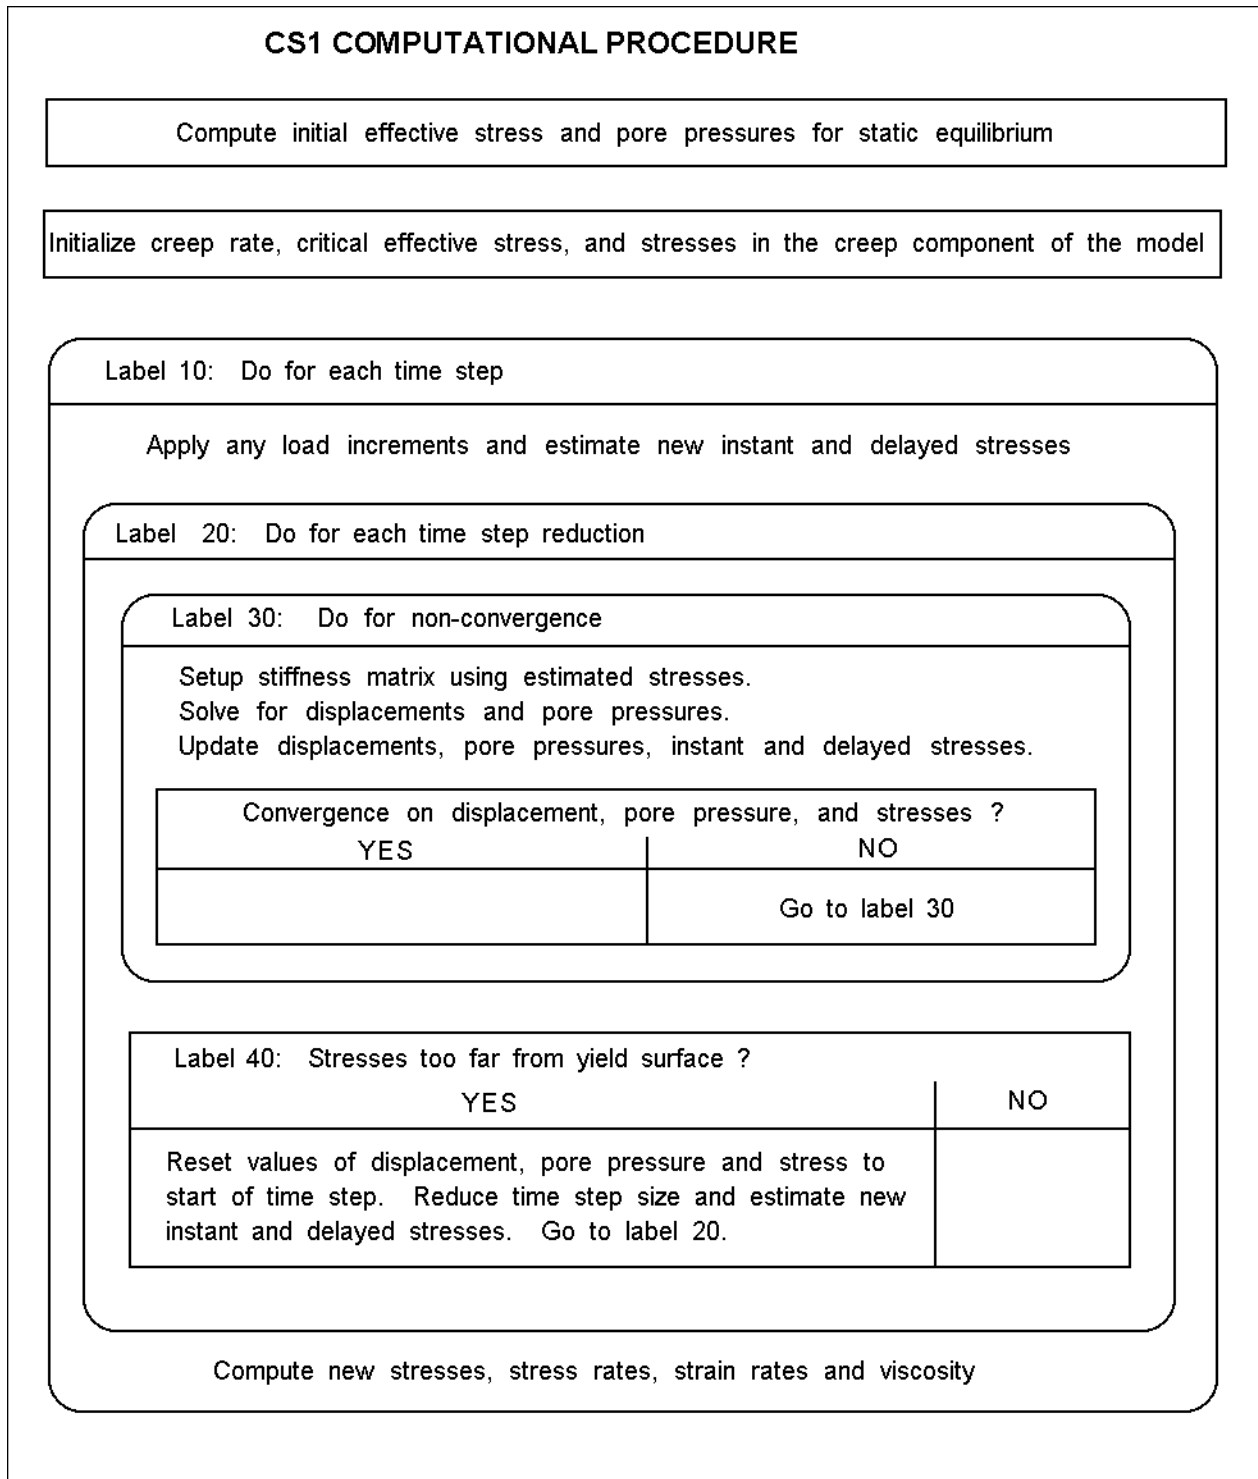 CS1 COMPUTATIONAL PROCEDURE
Compute initial effective stress and pore pressures for static equilibrium
Initialize creep rate, critical effective stress, and stresses in the creep component of the model
Label 10: Do for each time step
Apply any load increments and estimate new instant and delayed stresses
Label 20: Do for each time step reduction
Label 30: Do for non-convergence
Setup stiffness matrix using estimated stresses.
Solve for displacements and pore pressures.
Update displacements, pore pressures, instant and delayed stresses.
Convergence on displacement, pore pressure, and stresses ?
YES NO
Go to label 30
Label 40: Stresses too far from yield surface ?
YES NO
Reset values of displacement, pore pressure and stress to
start of time step. Reduce time step size and estimate new
instant and delayed stresses. Go to label 20.
Compute new stresses, stress rates, strain rates and viscosity